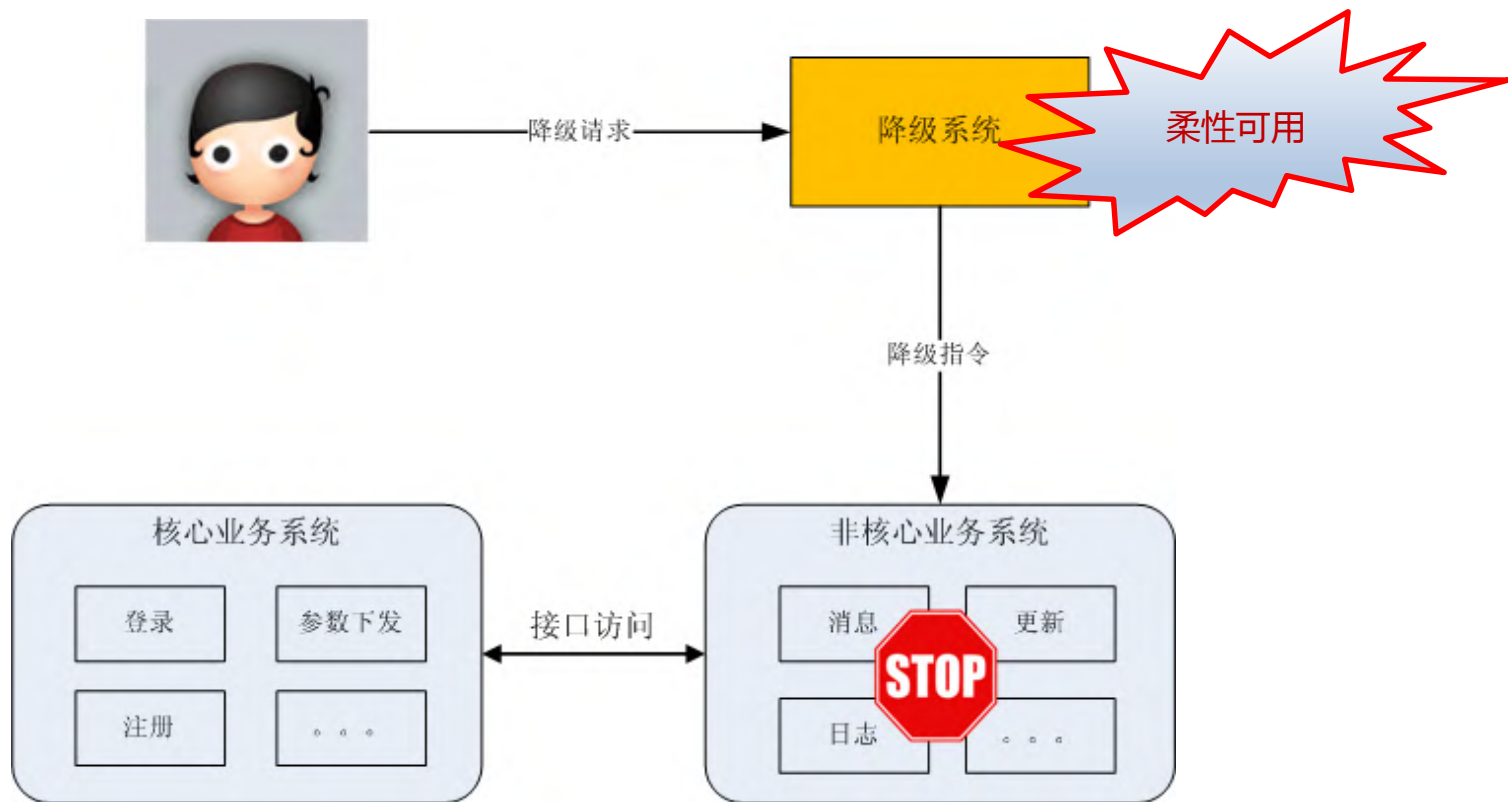 降级请求
降级系统
柔性可用
降级指令
核心业务系统
登录
参数下发
注册
。。。
接口访问
非核心业务系统
消息
更新
STOP
日志
。。。